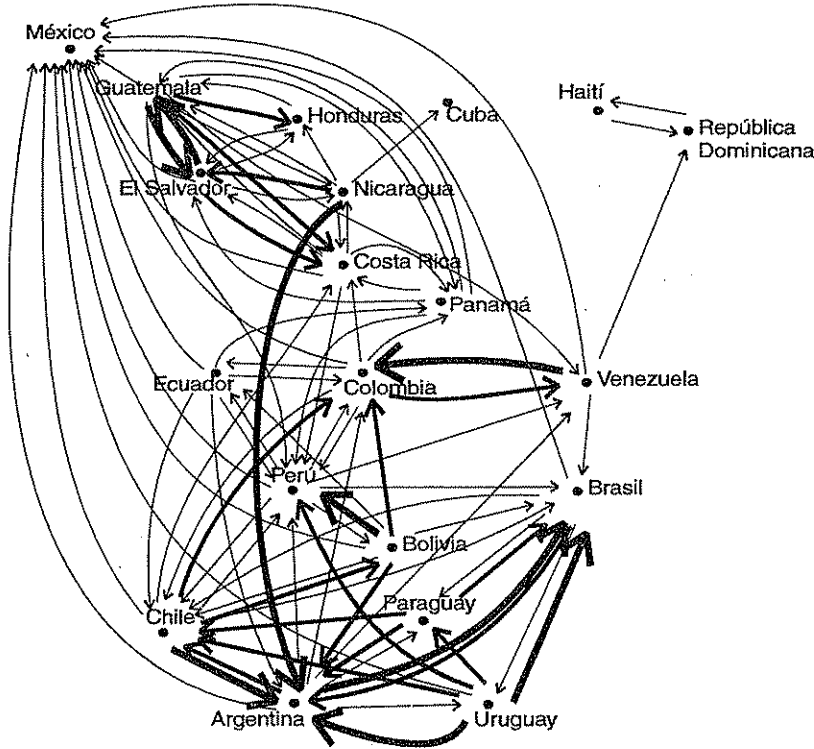 México
Guatemala
Honduras
Cuba
Haití
República
Dominicana
El Salvador
Nicaragua
Costa Rica
Panamá
Ecuador
Colombia
Venezuela
Perú
Brasil
Bolivia
Chile
Paraguay
Argentina
Uruguay